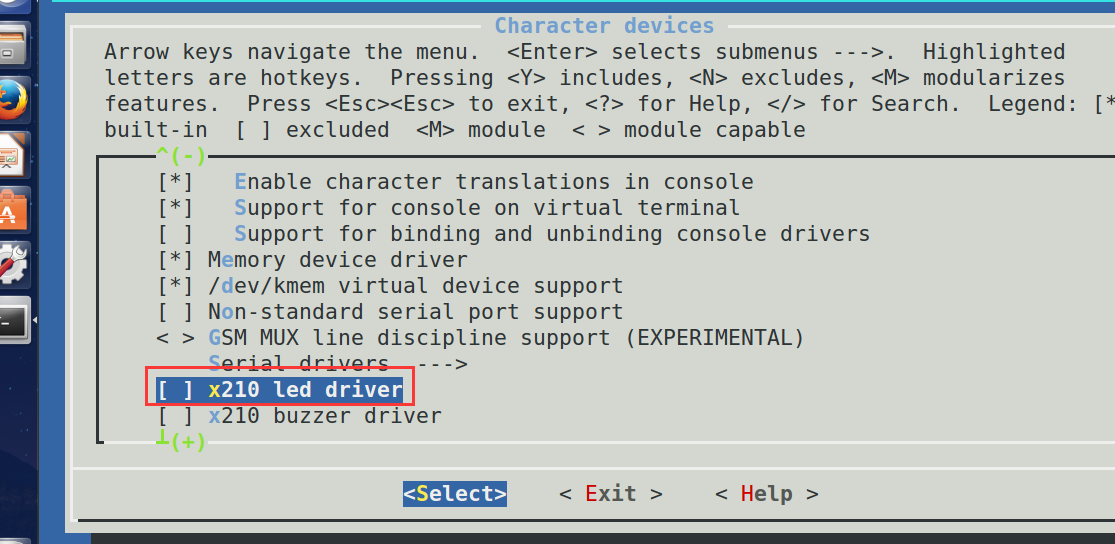 Character devices
Arrow keys navigate the menu.  <Enter> selects submenus --->.  Highlighted
letters are hotkeys.  Pressing <Y> includes, <N> excludes, <M> modularizes
features.  Press <Esc><Esc> to exit, <?> for Help, </> for Search.  Legend: [*
built-in  [ ] excluded  <M> module  < > module capable
^(-)
[*]   Enable character translations in console
[*]   Support for console on virtual terminal
[ ]   Support for binding and unbinding console drivers
[*] Memory device driver
[*] /dev/kmem virtual device support
[ ] Non-standard serial port support
< > GSM MUX line discipline support (EXPERIMENTAL)
Serial drivers  --->
[ ] x210 led driver
[ ] x210 buzzer driver
┴(+)
<Select>    < Exit >    < Help >